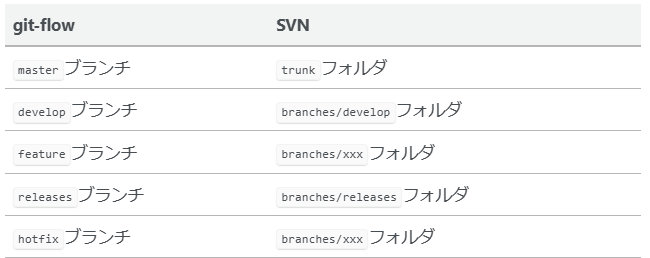 git-flow SVN
master ブランチ trunk フォルダ
develop ブランチ branches/develop フォルダ
feature ブランチ branches/xxx フォルダ
releases ブランチ branches/releases フォルダ
hotfix ブランチ branches/xxx フォルダ